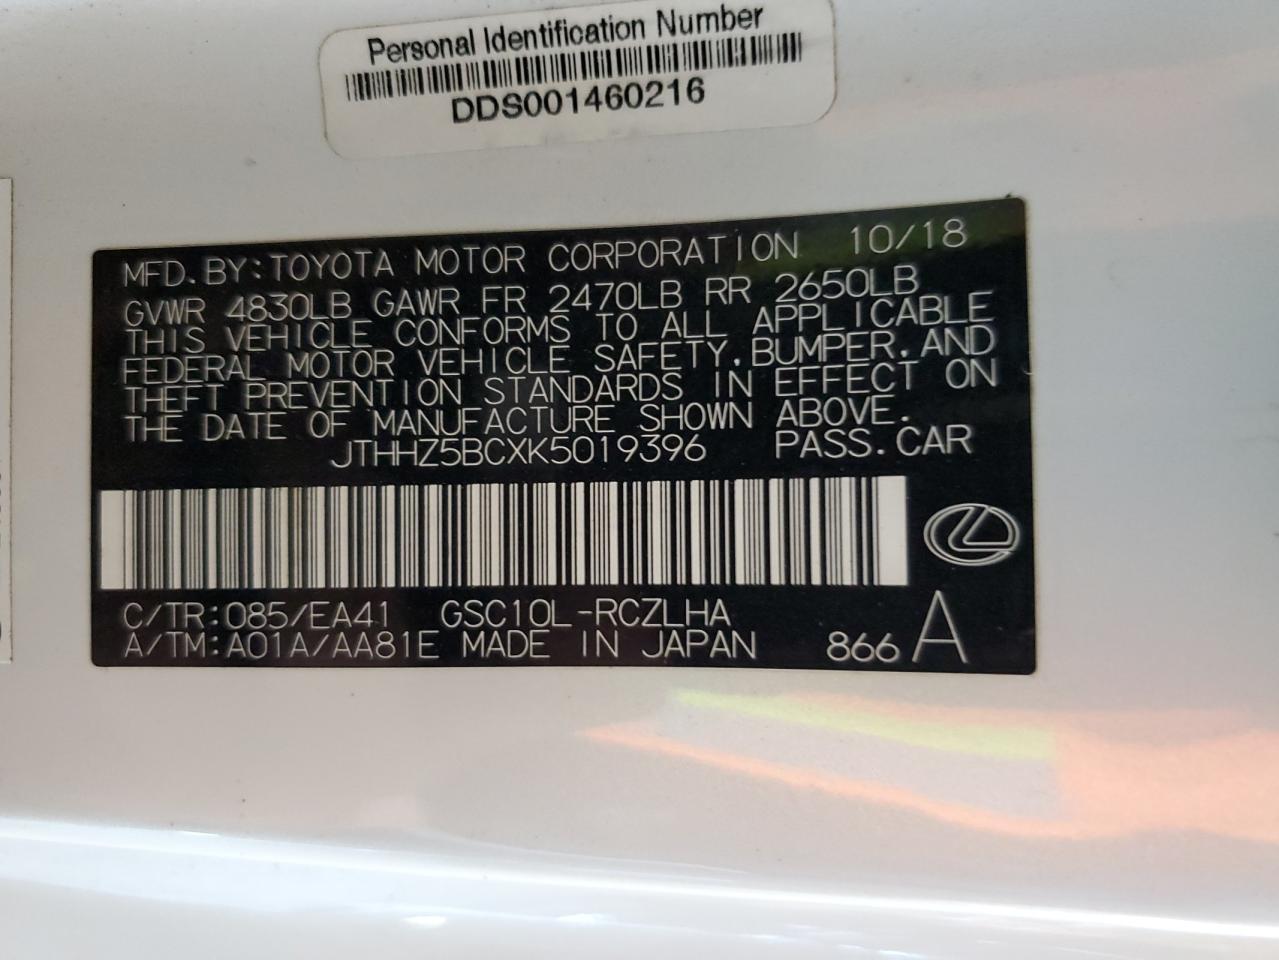 Personal Identification Number
DDS001460216
MFD.BY:TOYOTA MOTOR CORPORATION 10/18
GVWR 4830LB GAWR FR 2470LB RR 2650LB
THIS VEHICLE CONFORMS TO ALL APPLICABLE
FEDERAL MOTOR VEHICLE SAFETY,BUMPER,AND
THEFT PREVENTION STANDARDS IN EFFECT ON
THE DATE OF MANUFACTURE SHOWN ABOVE.
JTHHZ5BCXK5019396 PASS.CAR
C/TR:085/EA41 GSC10L-RCZLHA
A/TM:A01A/AA81E MADE IN JAPAN 866 A